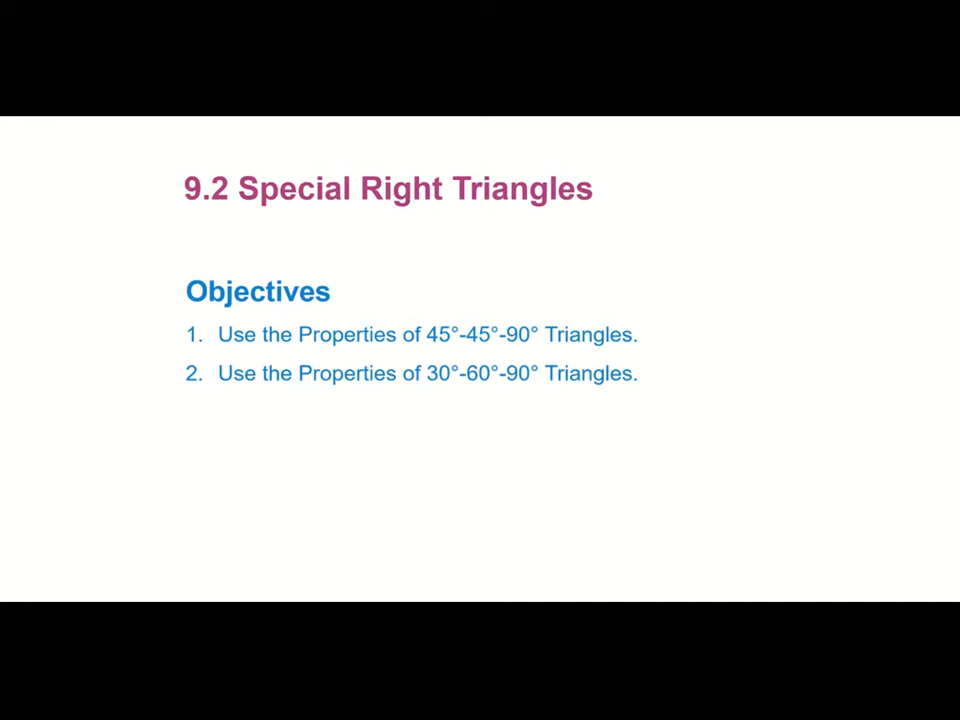 9.2 Special Right Triangles
Objectives
1. Use the Properties of 45°-45°-90° Triangles.
2. Use the Properties of 30°-60°-90° Triangles.